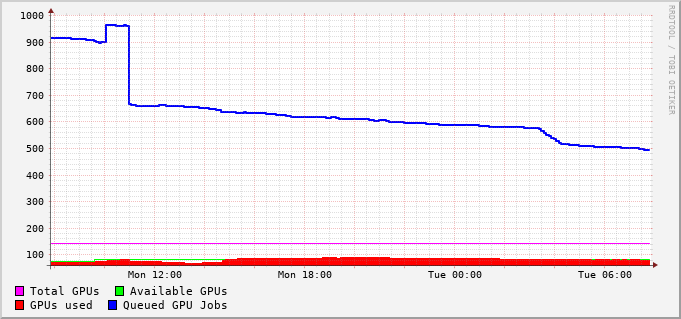 1000
900
800
700
600
500
400
300
200
100
Mon 12:00 Mon 18:00 Tue 00:00 Tue 06:00
Total GPUs Available GPUs
GPUs used Queued GPU Jobs
RRDTOOL / TOBI OETIKER